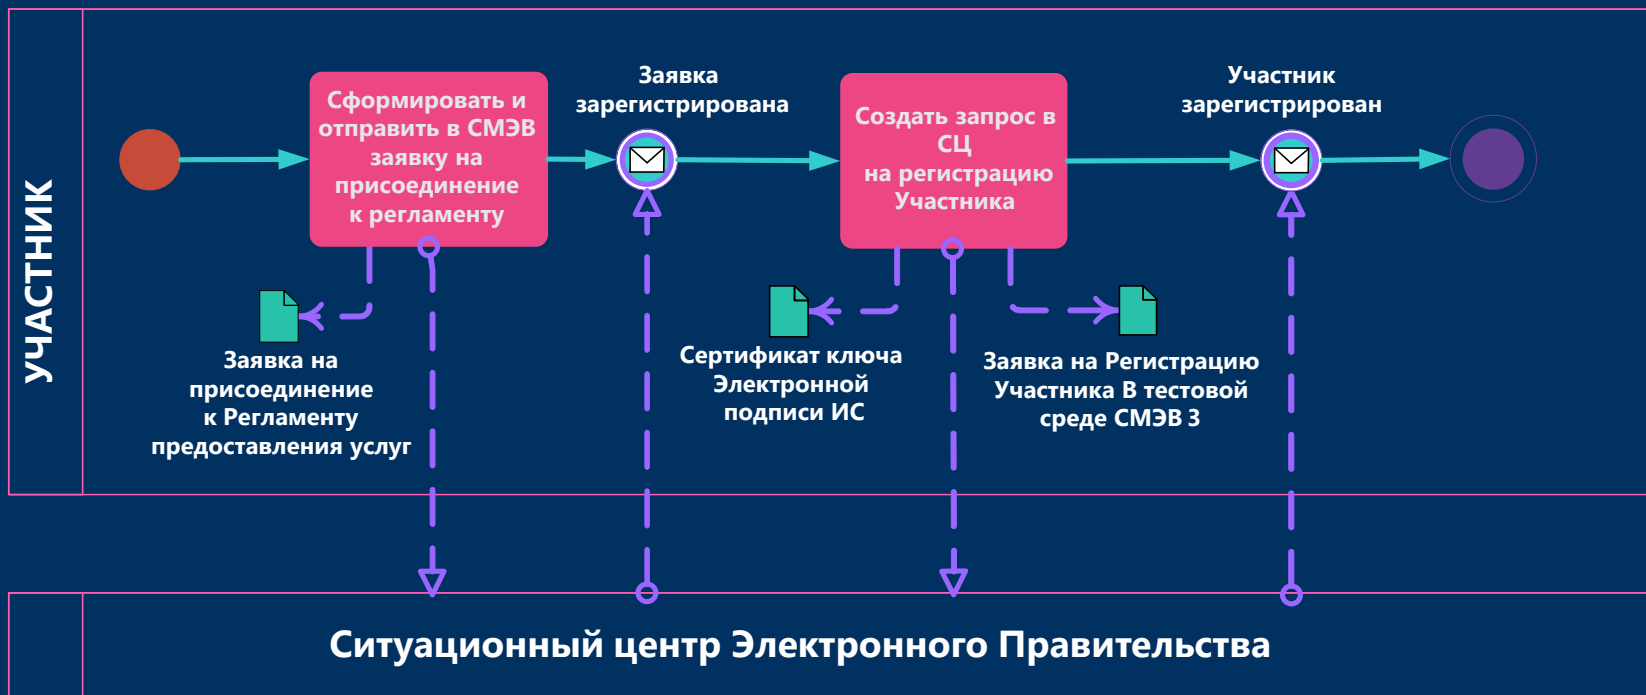 УЧАСТНИК
Сформировать и
отправить в СМЭВ
заявку на
присоединение
к регламенту
Заявка
зарегистрирована
Создать запрос в
СЦ
на регистрацию
Участника
Участник
зарегистрирован
Заявка на
присоединение
к Регламенту
предоставления услуг
Сертификат ключа
Электронной
подписи ИС
Заявка на Регистрацию
Участника В тестовой
среде СМЭВ 3
Ситуационный центр Электронного Правительства